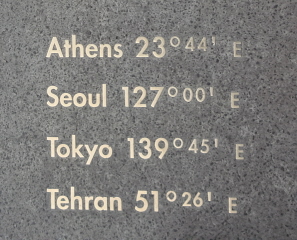 Athens 23°44' E
Seoul 127°00' E
Tokyo 139°45' E
Tehran 51°26' E